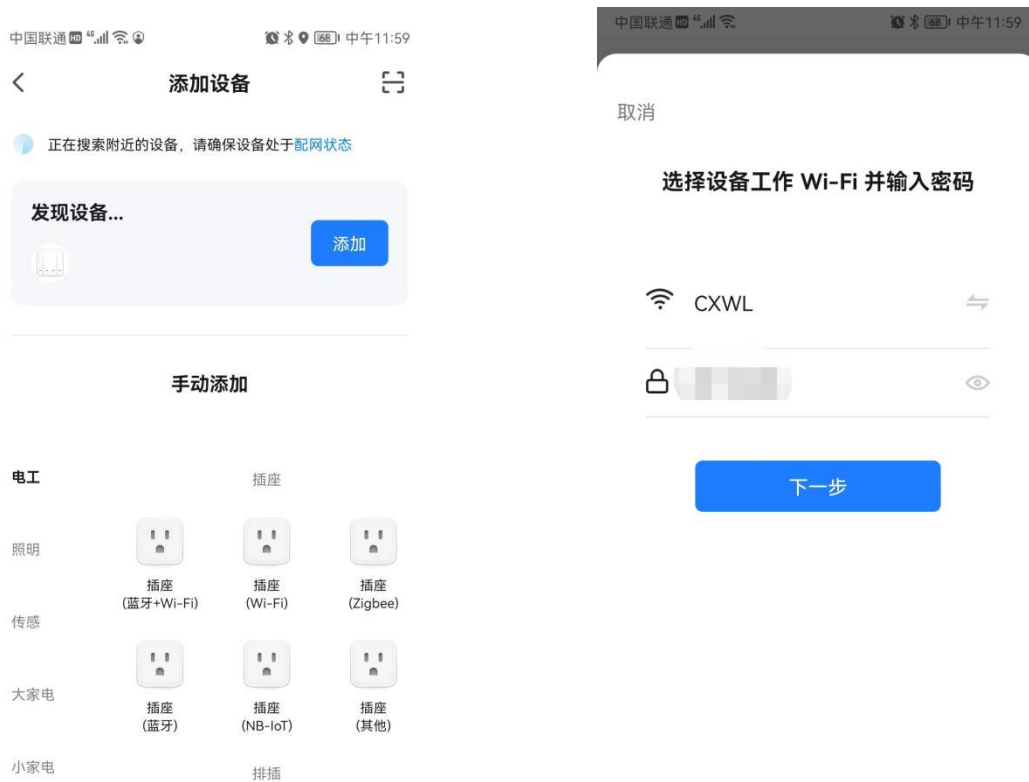 中国联通 HD 4G 68 中午11:59
添加设备
正在搜索附近的设备，请确保设备处于配网状态
发现设备...
添加
手动添加
电工
插座
照明
插座
(蓝牙+Wi-Fi)
插座
(Wi-Fi)
插座
(Zigbee)
传感
大家电
插座
(蓝牙)
插座
(NB-IoT)
插座
(其他)
小家电
排插
中国联通 HD 4G 68 中午11:59
取消
选择设备工作 Wi-Fi 并输入密码
CXWL
下一步